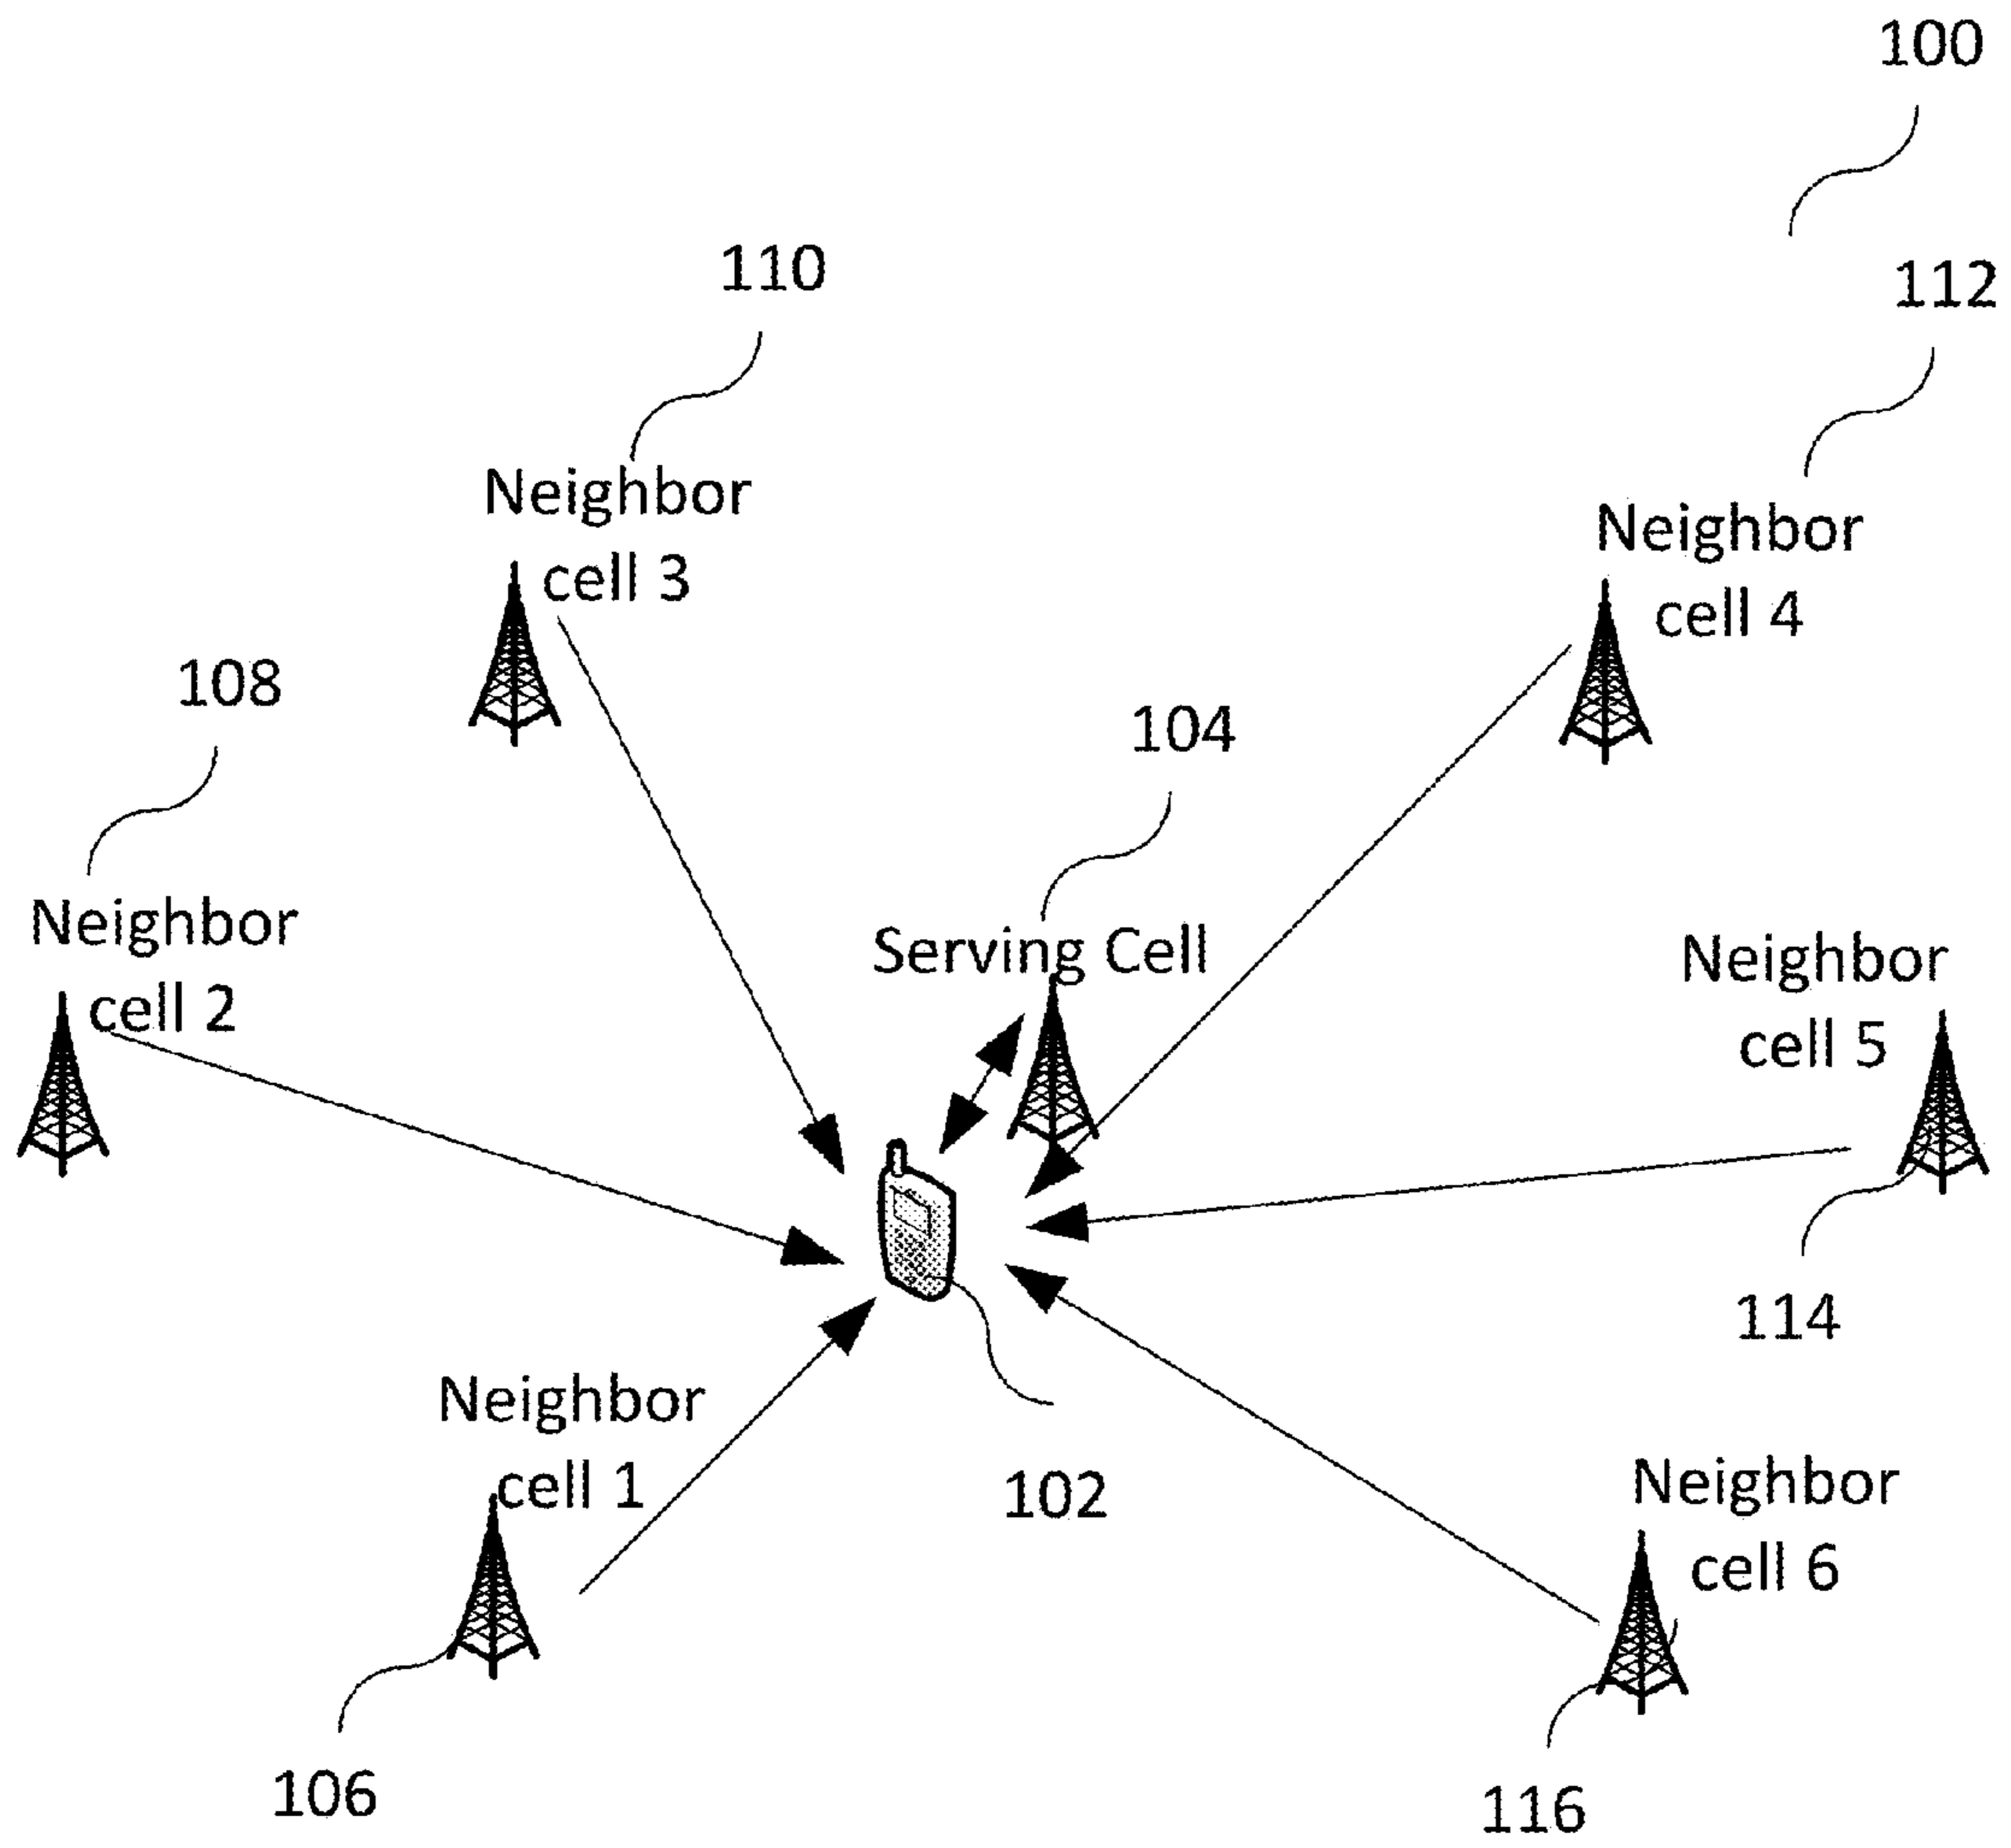 100
110
112
Neighbor
cell 3
Neighbor
cell 4
108
104
Neighbor
cell 2
Serving Cell
Neighbor
cell 5
114
Neighbor
cell 1
102
Neighbor
cell 6
106
116